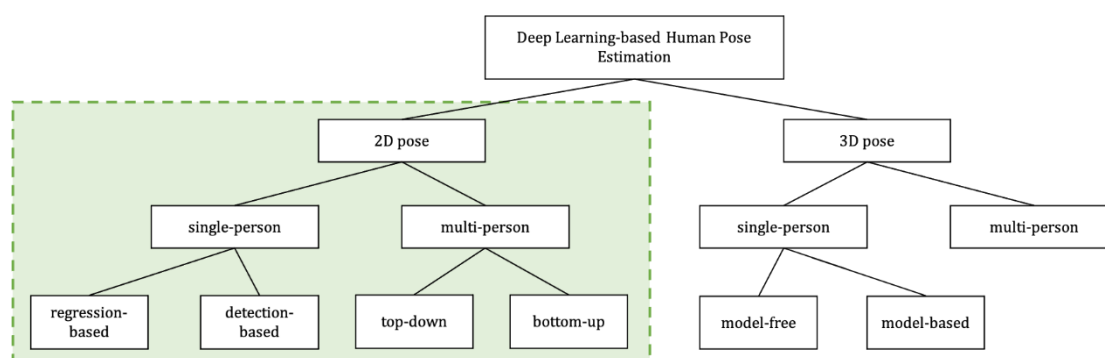 Deep Learning-based Human Pose
Estimation
2D pose
3D pose
single-person
multi-person
single-person
multi-person
regression-
based
detection-
based
top-down
bottom-up
model-free
model-based